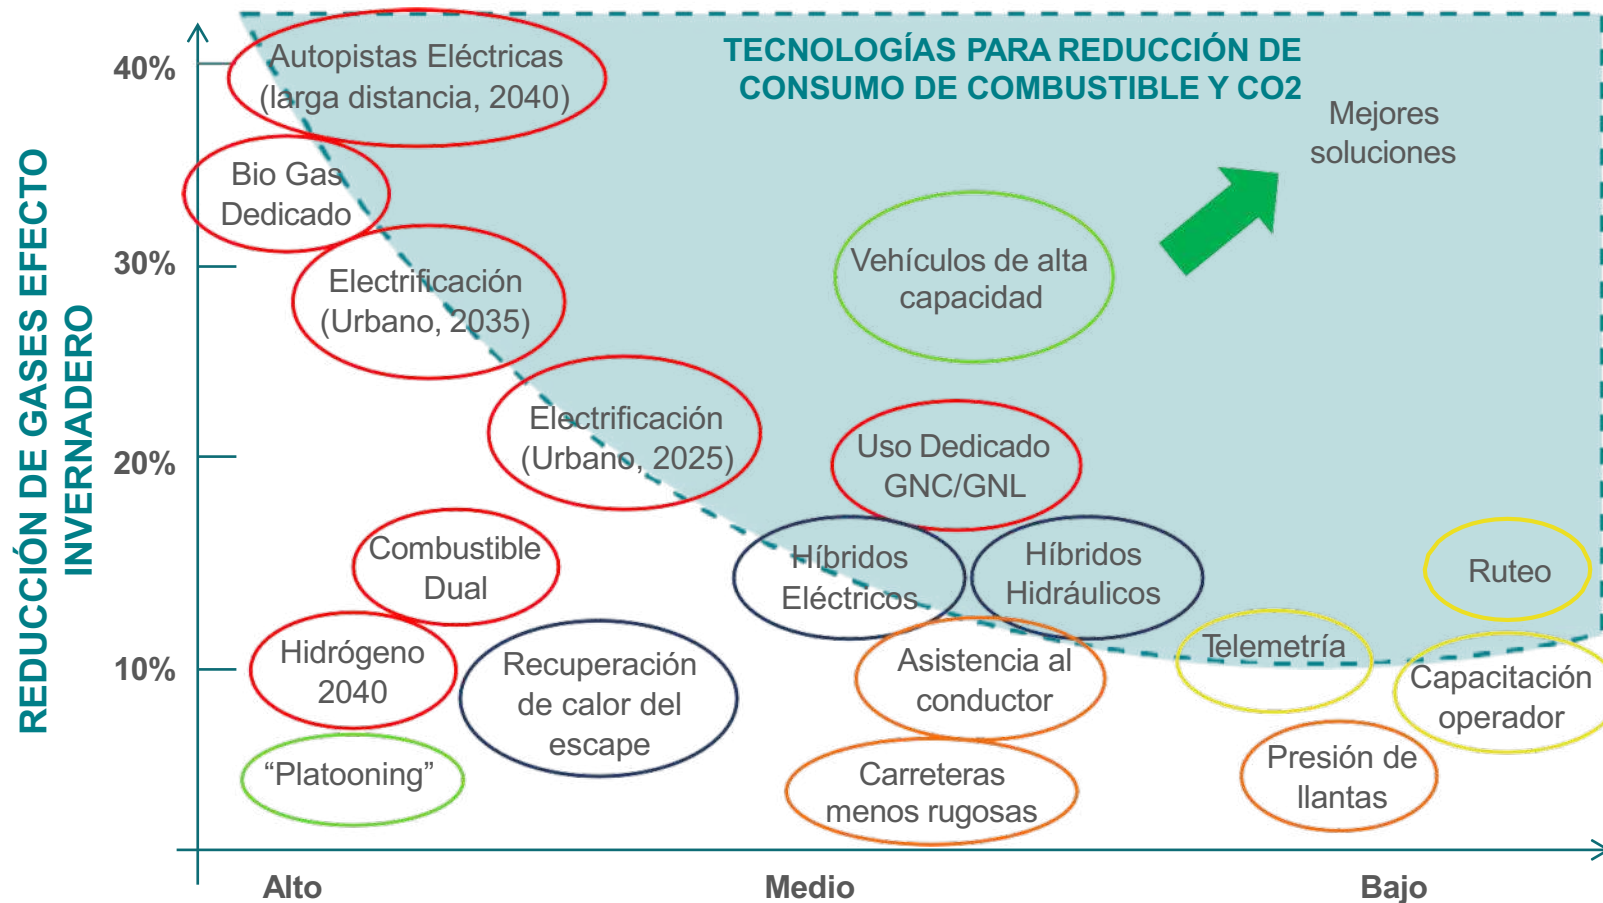 TECNOLOGÍAS PARA REDUCCIÓN DE
CONSUMO DE COMBUSTIBLE Y CO2
REDUCCIÓN DE GASES EFECTO
INVERNADERO
40%
30%
20%
10%
Autopistas Eléctricas
(larga distancia, 2040)
Mejores
soluciones
Bio Gas
Dedicado
Vehículos de alta
capacidad
Electrificación
(Urbano, 2035)
Electrificación
(Urbano, 2025)
Uso Dedicado
GNC/GNL
Combustible
Dual
Híbridos
Eléctricos
Híbridos
Hidráulicos
Ruteo
Hidrógeno
2040
Recuperación
de calor del
escape
Asistencia al
conductor
Telemetría
Capacitación
operador
“Platooning”
Carreteras
menos rugosas
Presión de
llantas
Alto
Medio
Bajo